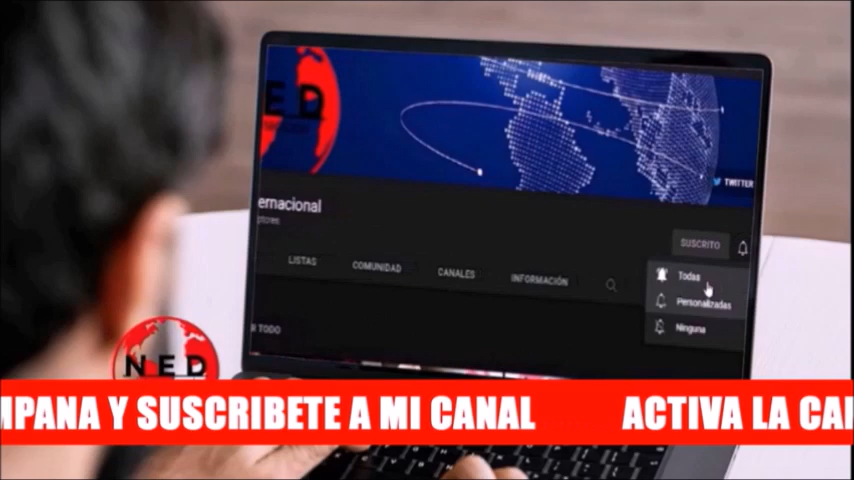 NED
TWITTER
ernacional
SUSCRITO
LISTAS
COMUNIDAD
CANALES
INFORMACIÓN
Todas
Personalizadas
Ninguna
R TODO
NED
MPANA Y SUSCRIBETE A MI CANAL ACTIVA LA CA